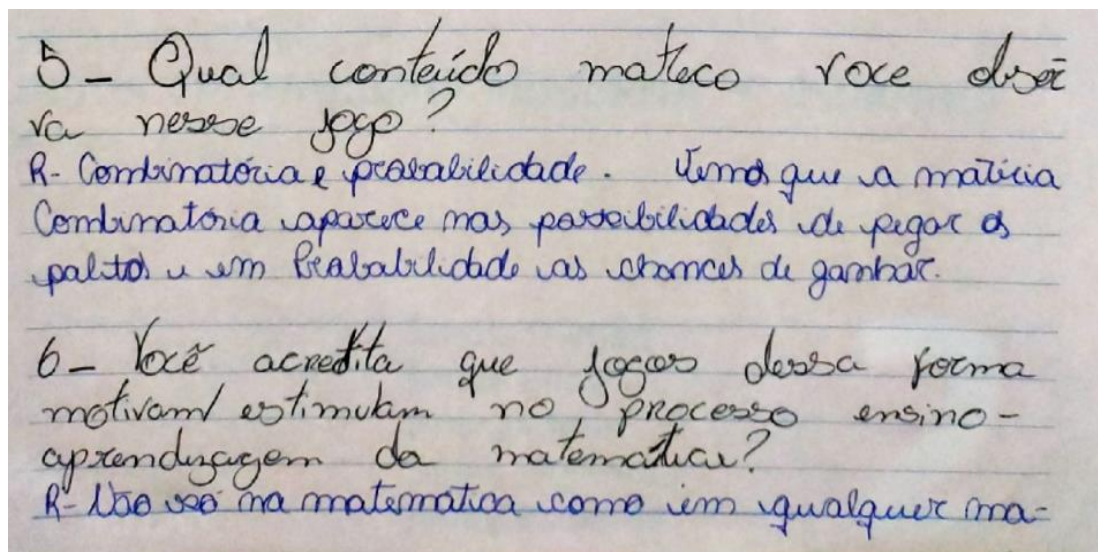 5- Qual conteúdo mateco voce obser
va nesse jogo?
R- Combinatória e probabilidade. Vemos que a matéria
Combinatória aparece nas possibilidades de pegar os
palitos e em Probabilidade as chances de ganhar.
6- Você acredita que jogos dessa forma
motivam/estimulam no processo ensino-
aprendizagem da matematica?
R- Não só na matemática como em qualquer ma-